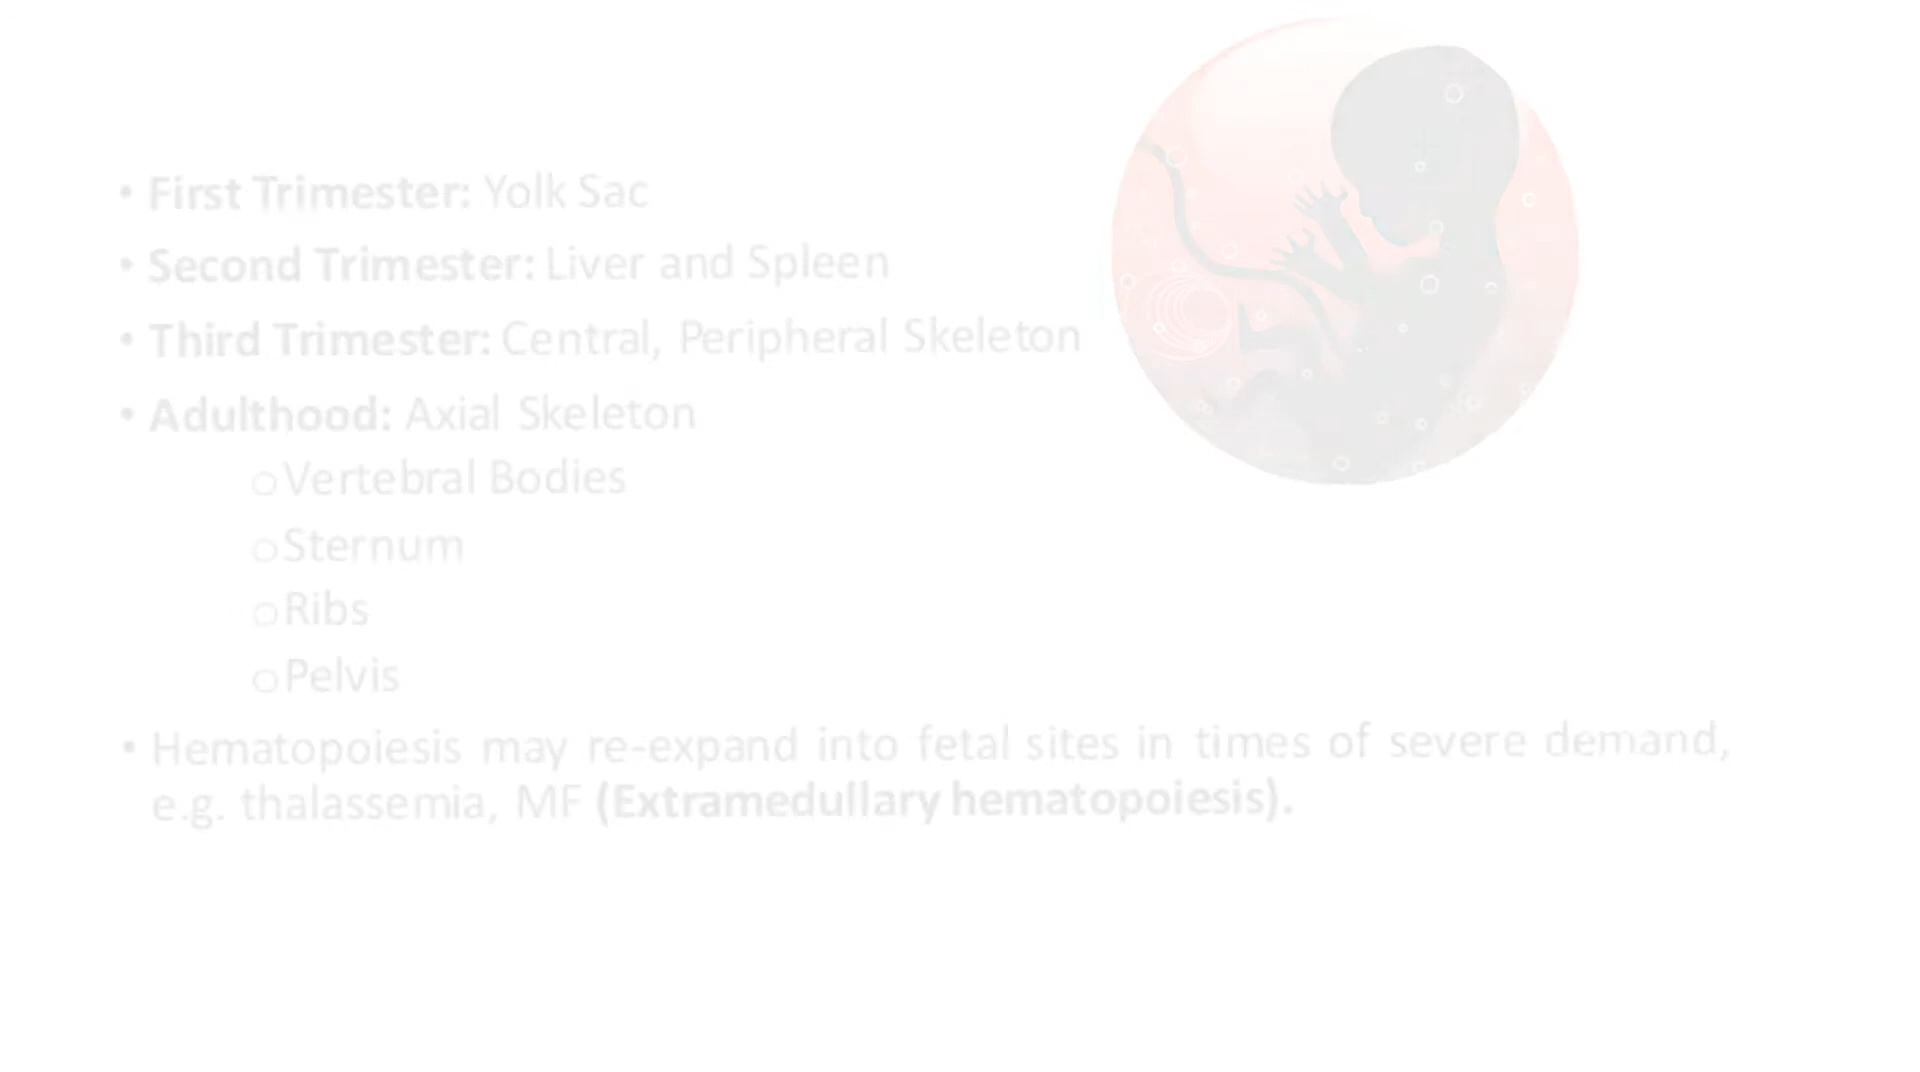 • First Trimester: Yolk Sac
• Second Trimester: Liver and Spleen
• Third Trimester: Central, Peripheral Skeleton
• Adulthood: Axial Skeleton
o Vertebral Bodies
o Sternum
o Ribs
o Pelvis
• Hematopoiesis may re-expand into fetal sites in times of severe demand,
e.g. thalassemia, MF (Extramedullary hematopoiesis).